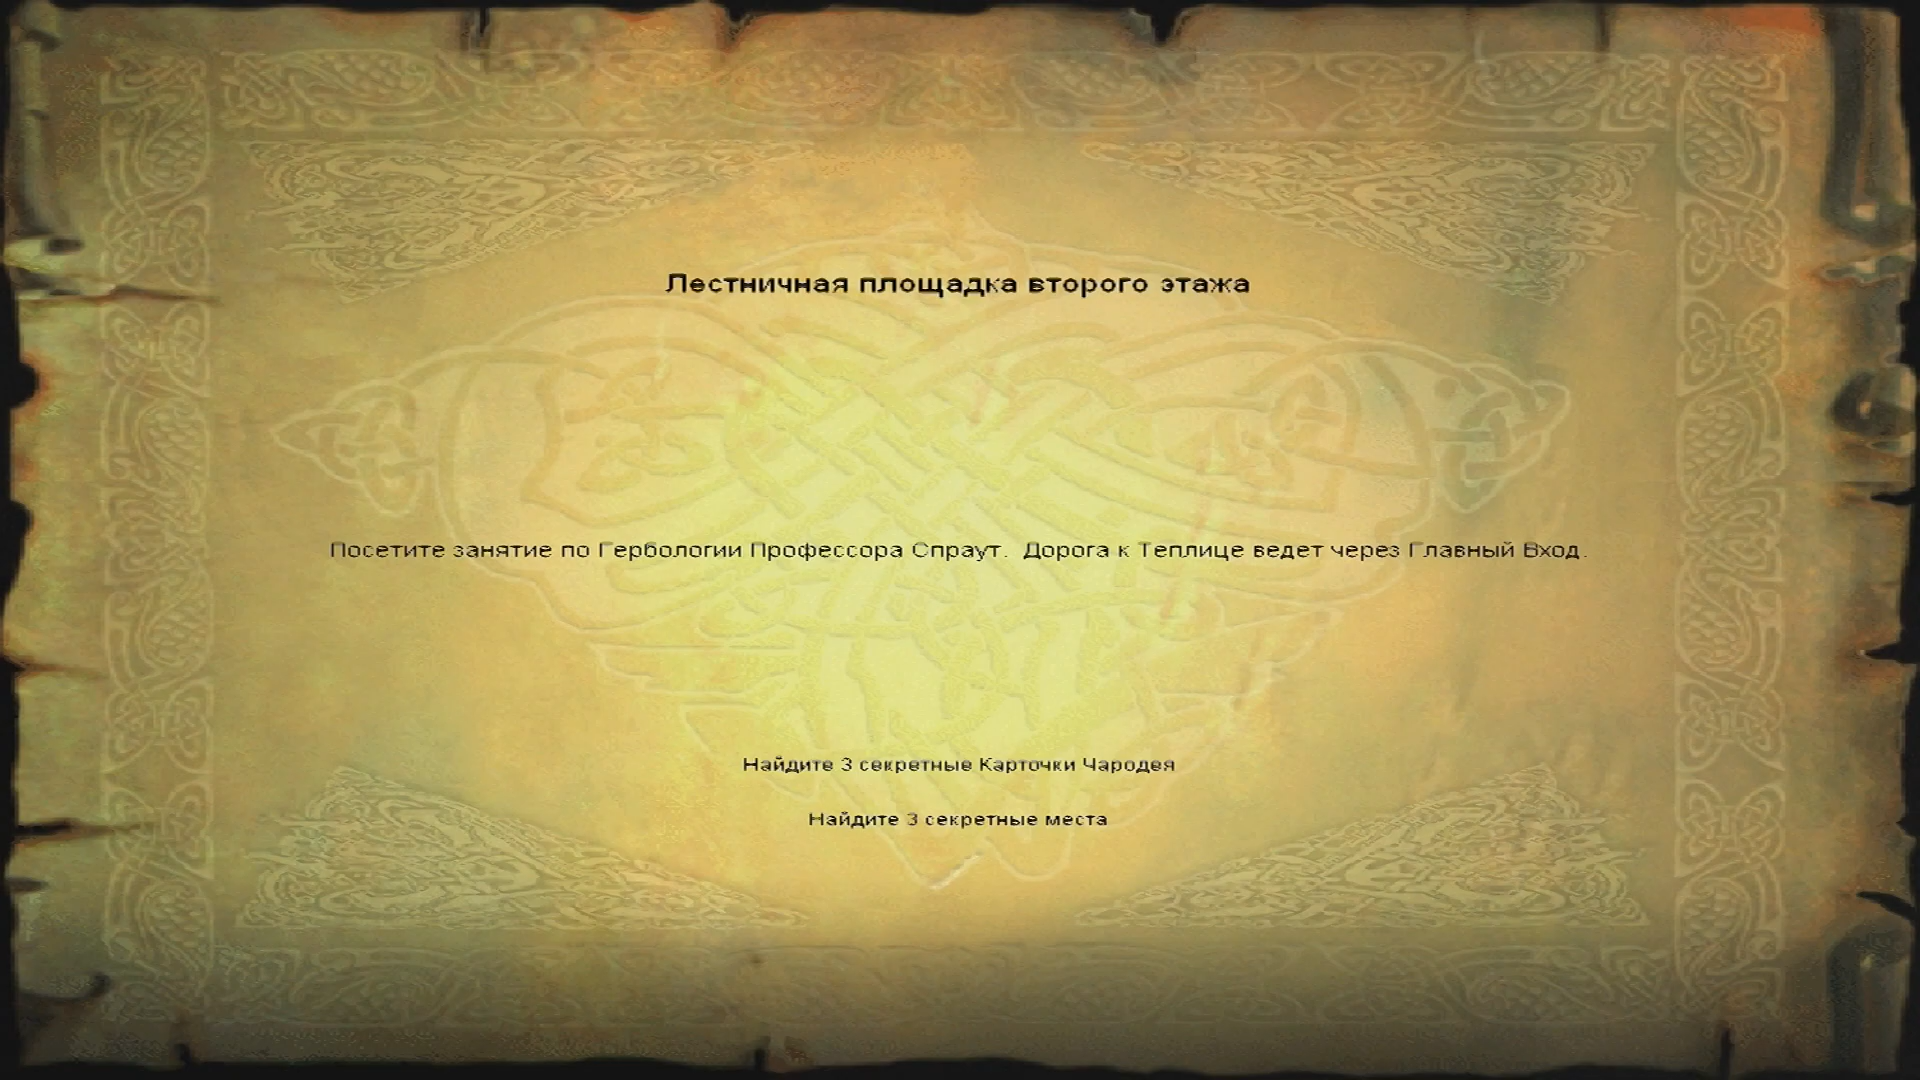 Лестничная площадка второго этажа
Посетите занятие по Гербологии Профессора Спраут. Дорога к Теплице ведет через Главный Вход.
Найдите 3 секретные Карточки Чародея
Найдите 3 секретные места